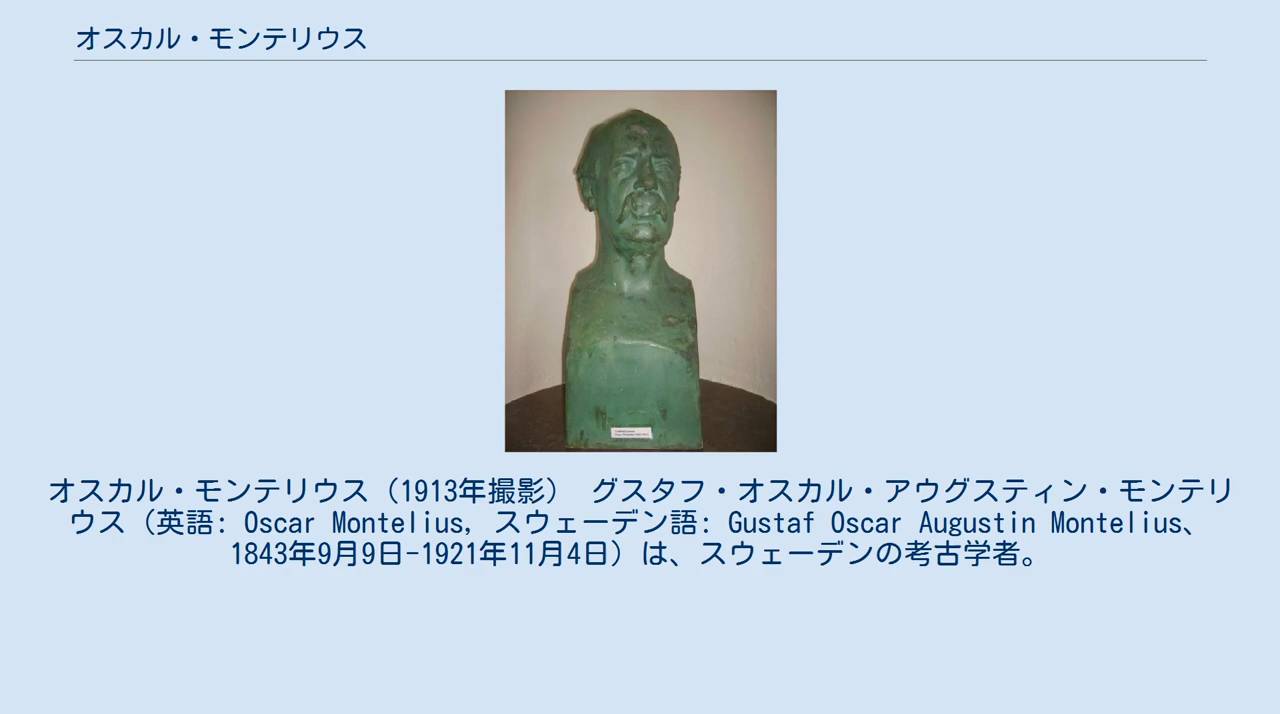 オスカル・モンテリウス
オスカル・モンテリウス（1913年撮影） グスタフ・オスカル・アウグスティン・モンテリ
ウス（英語: Oscar Montelius, スウェーデン語: Gustaf Oscar Augustin Montelius、
1843年9月9日-1921年11月4日）は、スウェーデンの考古学者。